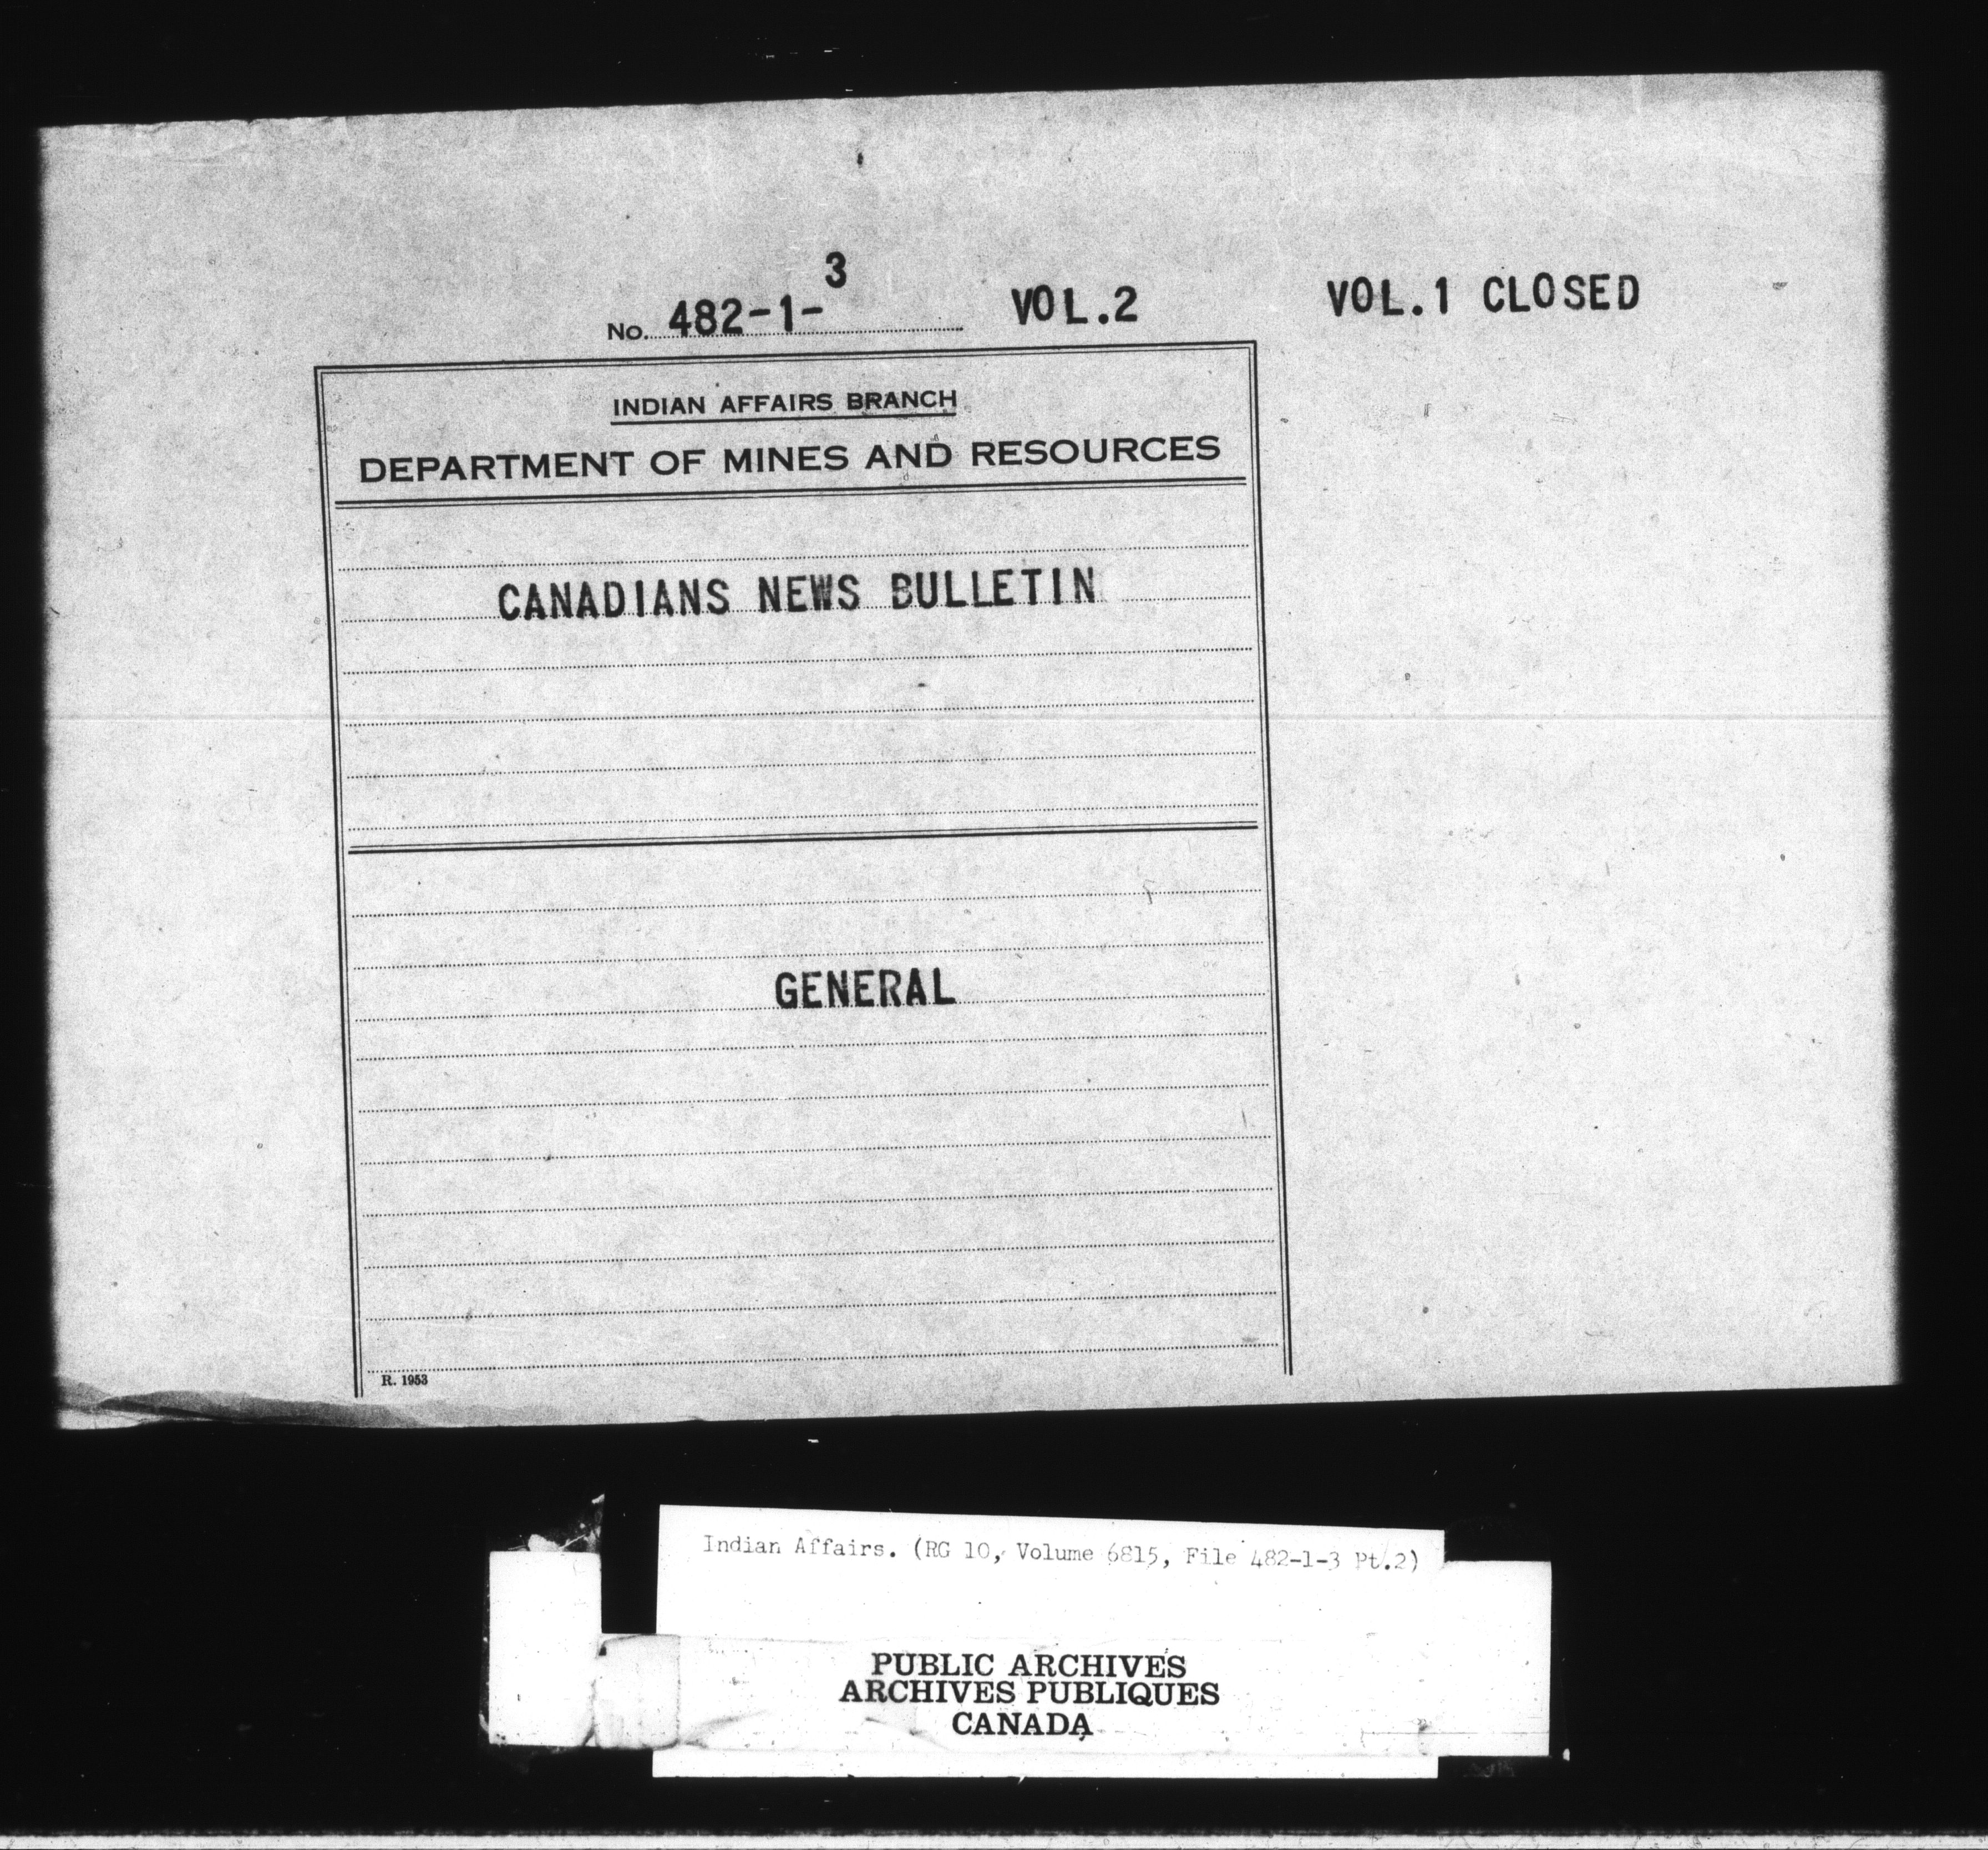 No. 482-1-3 VOL.2 VOL.1 CLOSED
INDIAN AFFAIRS BRANCH
DEPARTMENT OF MINES AND RESOURCES
CANADIANS NEWS BULLETIN
GENERAL
R. 1953
Indian Affairs. (RG 10, Volume 6815, File 482-1-3 Pt.2)
PUBLIC ARCHIVES
ARCHIVES PUBLIQUES
CANADA